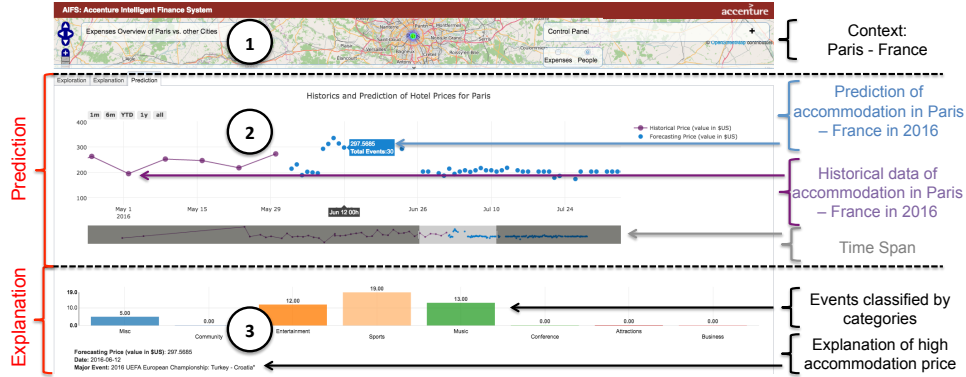 AIFS: Accenture Intelligent Finance System
accenture
Expenses Overview of Paris vs. other Cities
1
Control Panel +
Expenses People
© OpenStreetMap contributors
Context:
Paris - France
Exploration Explanation Prediction
Historics and Prediction of Hotel Prices for Paris
1m 6m YTD 1y all
2
Historical Price (value in $US)
Forecasting Price (value in $US)
297.5685
Total Events:30
400
300
200
100
May 1
2016
May 15
May 29
Jun 12 00h
Jun 26
Jul 10
Jul 24
Prediction
Prediction of
accommodation in Paris
– France in 2016
Historical data of
accommodation in Paris
– France in 2016
Time Span
Explanation
19.0
10.0
0.0
5.00
0.00
12.00
19.00
13.00
0.00
0.00
0.00
Misc
Community
Entertainment
Sports
Music
Conference
Attractions
Business
3
Events classified by
categories
Forecasting Price (value in $US): 297.5685
Date: 2016-06-12
Major Event: 2016 UEFA European Championship: Turkey - Croatia"
Explanation of high
accommodation price